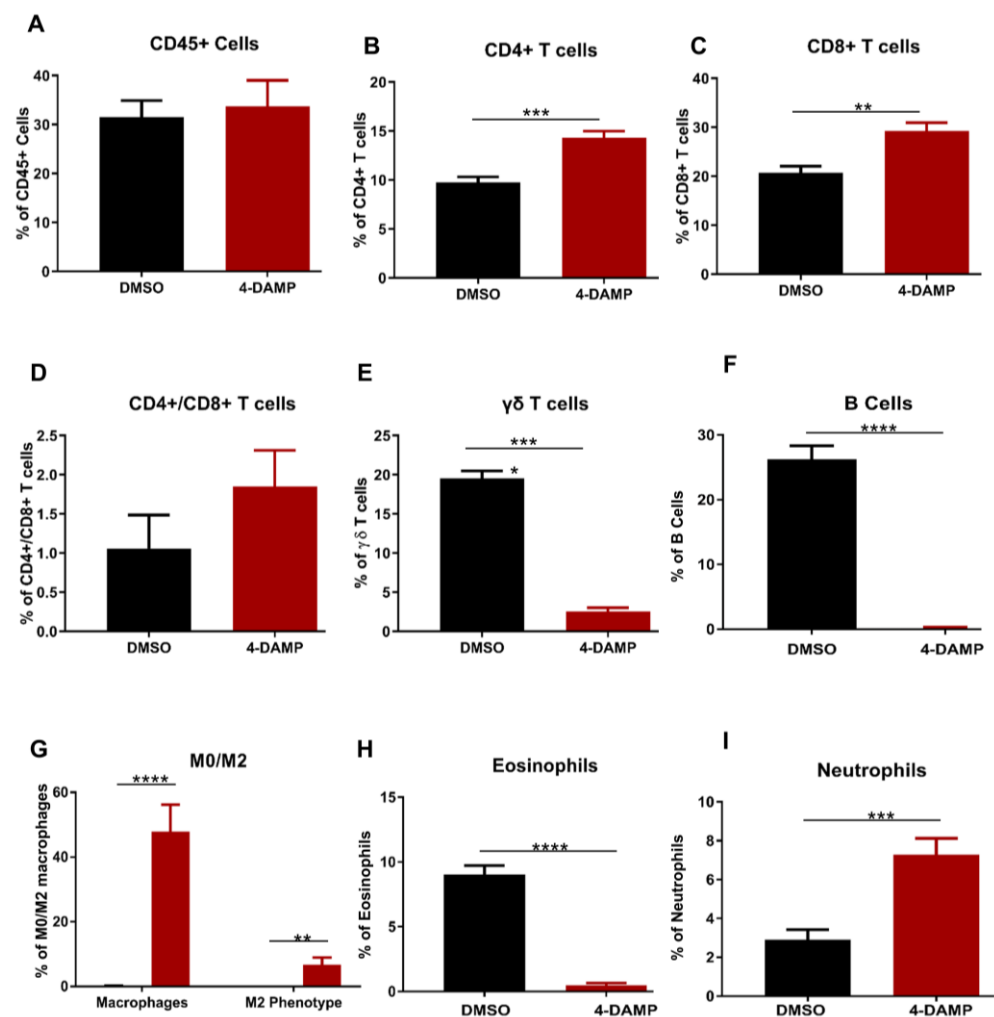 A
CD45+ Cells
% of CD45+ Cells
40
30
20
10
0
DMSO
4-DAMP
B
CD4+ T cells
% of CD4+ T cells
20
15
10
5
0
***
DMSO
4-DAMP
C
CD8+ T cells
% of CD8+ T cells
40
30
20
10
0
**
DMSO
4-DAMP
D
CD4+/CD8+ T cells
% of CD4+/CD8+ T cells
2.5
2.0
1.5
1.0
0.5
0.0
DMSO
4-DAMP
E
γδ T cells
% of γδ T cells
25
20
15
10
5
0
***
*
DMSO
4-DAMP
F
B Cells
% of B Cells
30
20
10
0
****
DMSO
4-DAMP
G
M0/M2
% of M0/M2 macrophages
60
40
20
0
****
**
Macrophages
M2 Phenotype
H
Eosinophils
% of Eosinophils
15
10
5
0
****
DMSO
4-DAMP
I
Neutrophils
% of Neutrophils
10
8
6
4
2
0
***
DMSO
4-DAMP